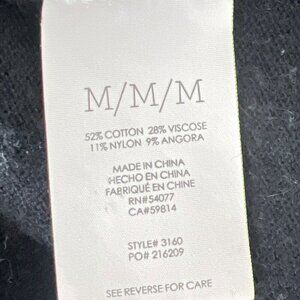 M/M/M
52% COTTON 28% VISCOSE
11% NYLON 9% ANGORA
MADE IN CHINA
HECHO EN CHINA
FABRIQUÉ EN CHINE
RN#54077
CA#59814
STYLE# 3160
PO# 216209
SEE REVERSE FOR CARE